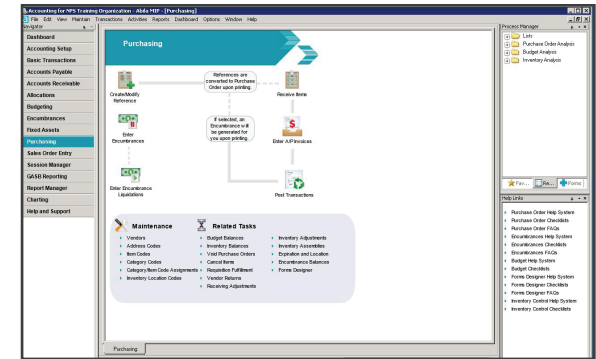 Accounting for NPS Training Organization - Abila MIP - [Purchasing]
File Edit View Maintain Transactions Activities Reports Dashboard Options Window Help
Navigator
Dashboard
Accounting Setup
Basic Transactions
Accounts Payable
Accounts Receivable
Allocations
Budgeting
Encumbrances
Fixed Assets
Purchasing
Sales Order Entry
Session Manager
GASB Reporting
Report Manager
Charting
Help and Support
Purchasing
Create/Modify
Reference
References are
converted to Purchase
Order upon printing.
Receive Items
Enter
Encumbrances
If selected, an
Encumbrance will
be generated for
you upon printing.
Enter A/P Invoices
Enter Encumbrance
Liquidations
Post Transactions
Maintenance
Vendors
Address Codes
Item Codes
Category Codes
Category/Item Code Assignments
Inventory Location Codes
Related Tasks
Budget Balances
Inventory Balances
Void Purchase Orders
Cancel Items
Requisition Fulfillment
Vendor Returns
Receiving Adjustments
Inventory Adjustments
Inventory Assemblies
Expiration and Location
Encumbrance Balances
Forms Designer
Purchasing
Process Manager
Lists
Purchase Order Analysis
Budget Analysis
Inventory Analysis
Fav... Re... Forms
Help Links
Purchase Order Help System
Purchase Order Checklists
Purchase Order FAQs
Encumbrances Help System
Encumbrances Checklists
Encumbrances FAQs
Budget Help System
Budget Checklists
Forms Designer Help System
Forms Designer Checklists
Forms Designer FAQs
Inventory Control Help System
Inventory Control Checklists